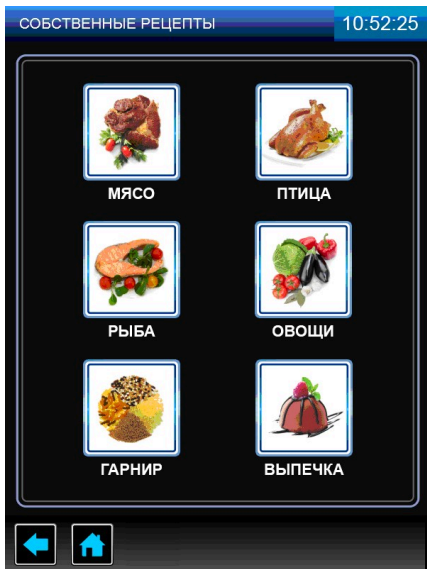 СОБСТВЕННЫЕ РЕЦЕПТЫ 10:52:25
МЯСО ПТИЦА
РЫБА ОВОЩИ
ГАРНИР ВЫПЕЧКА